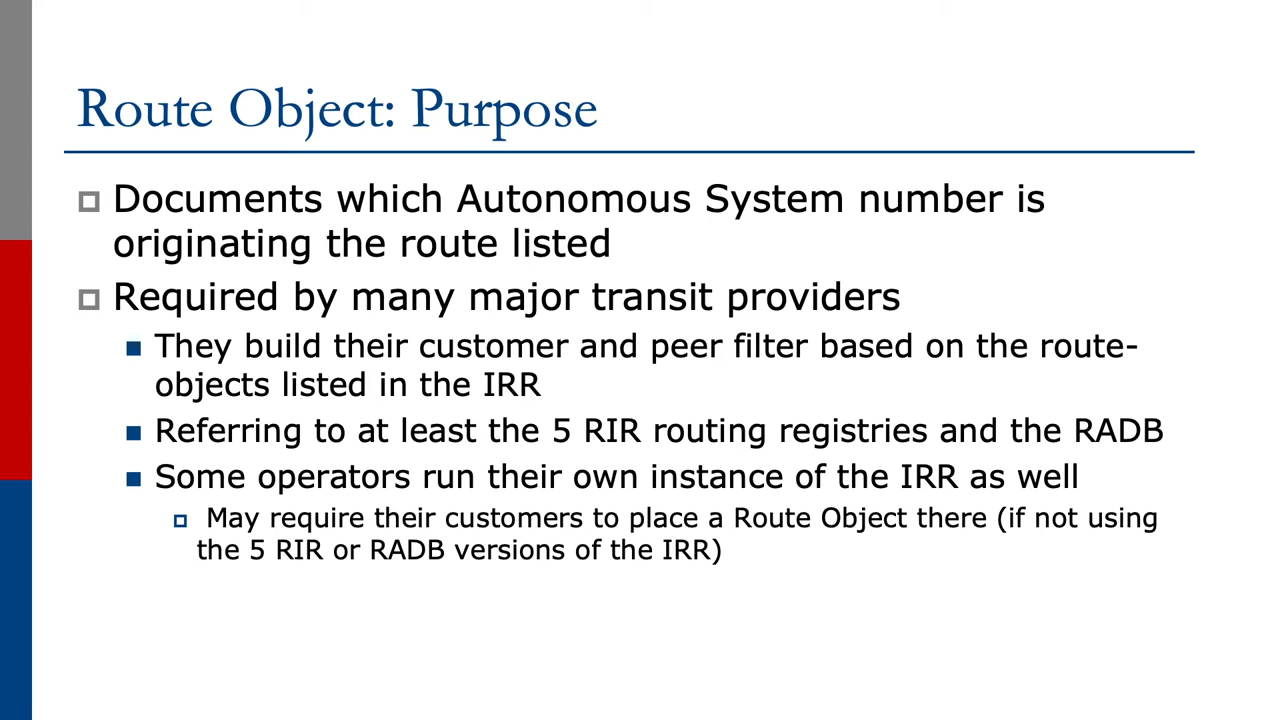 Route Object: Purpose
Documents which Autonomous System number is
originating the route listed
Required by many major transit providers
They build their customer and peer filter based on the route-
objects listed in the IRR
Referring to at least the 5 RIR routing registries and the RADB
Some operators run their own instance of the IRR as well
May require their customers to place a Route Object there (if not using
the 5 RIR or RADB versions of the IRR)